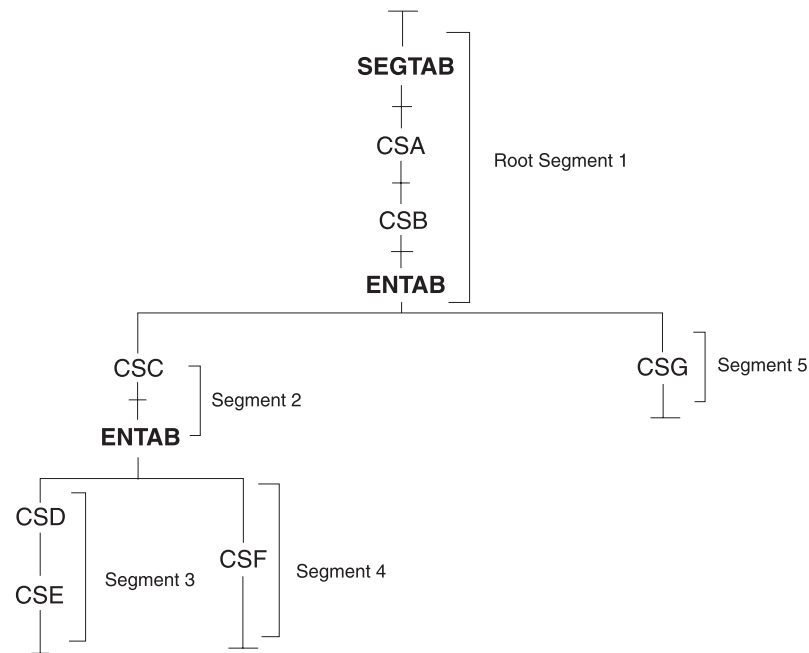 SEGTAB
CSA
Root Segment 1
CSB
ENTAB
CSC
Segment 2
ENTAB
CSG
Segment 5
CSD
CSE
Segment 3
CSF
Segment 4